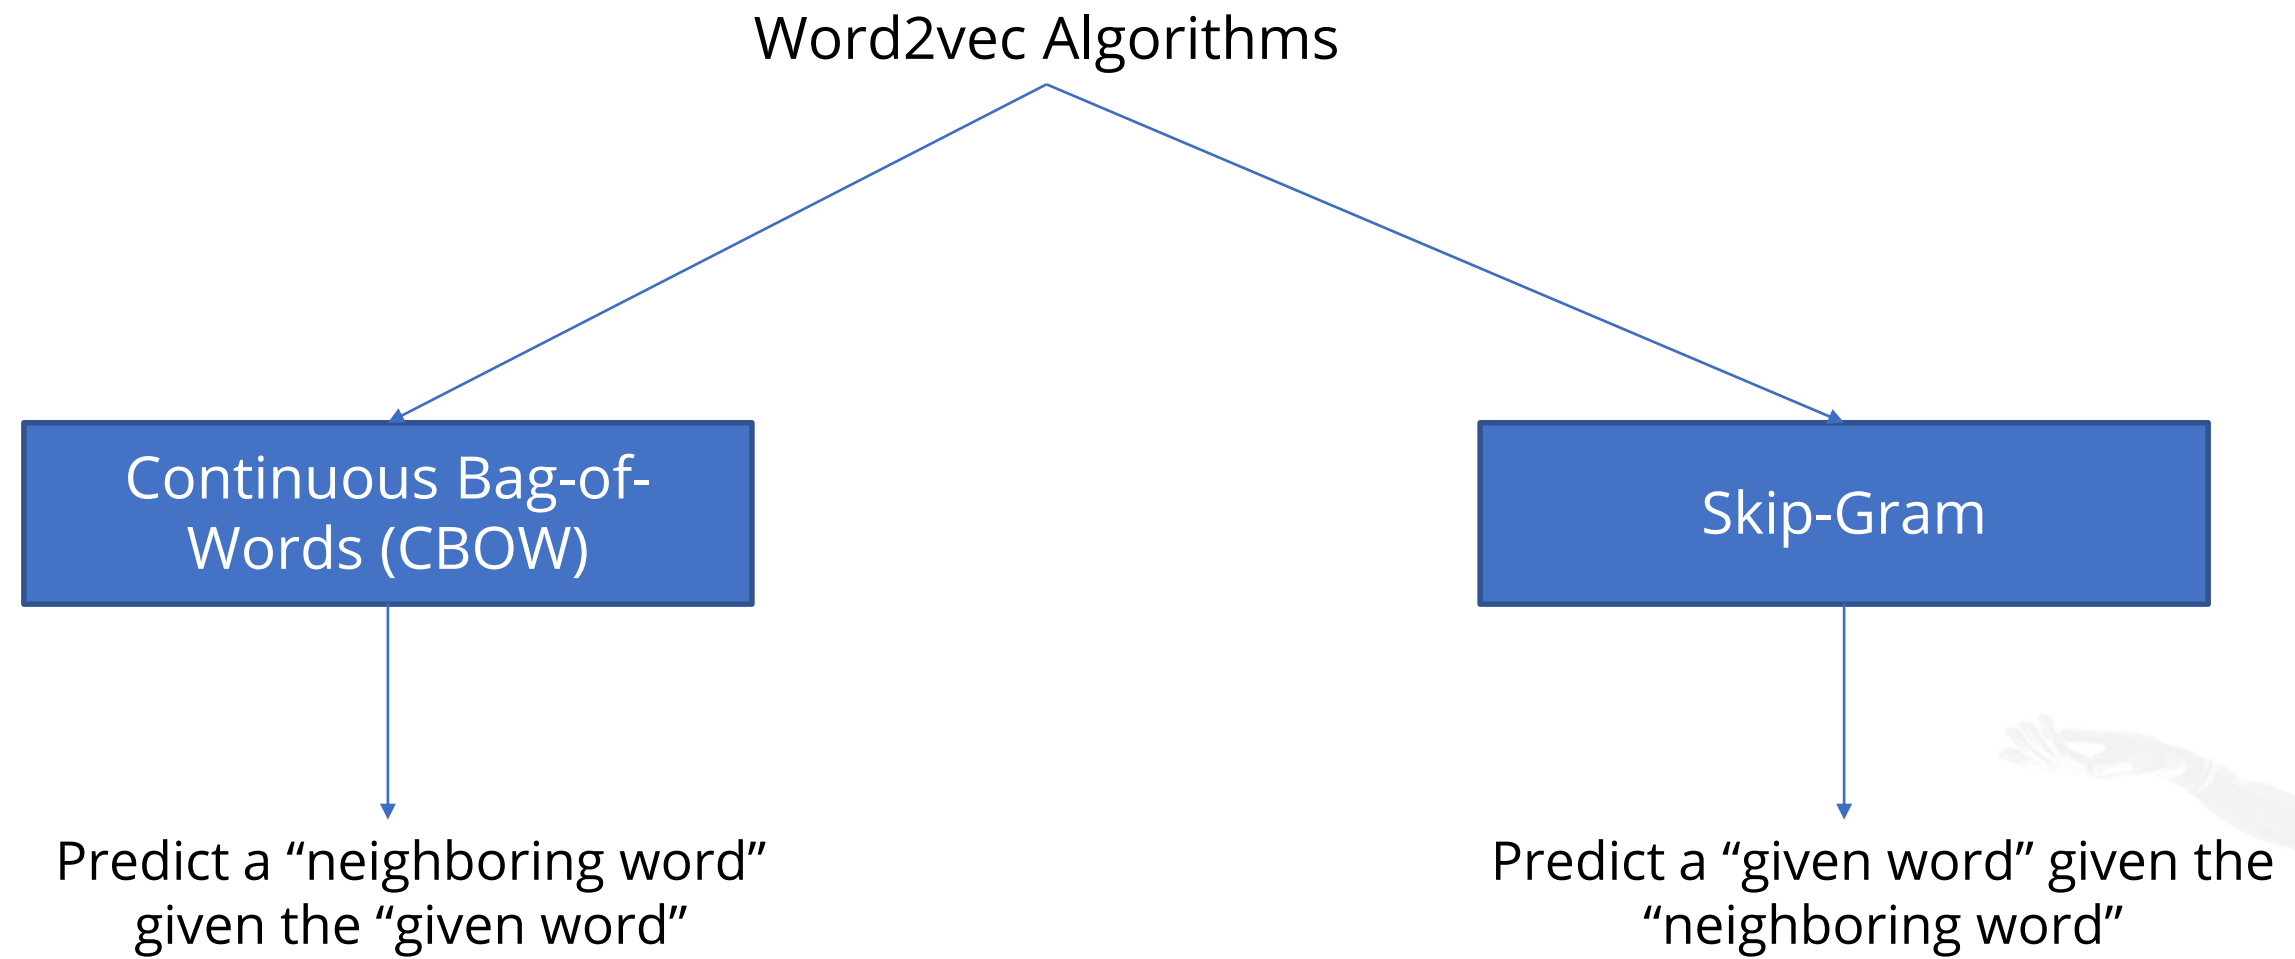 Word2vec Algorithms
Continuous Bag-of-
Words (CBOW)
Skip-Gram
Predict a “neighboring word”
given the “given word”
Predict a “given word” given the
“neighboring word”